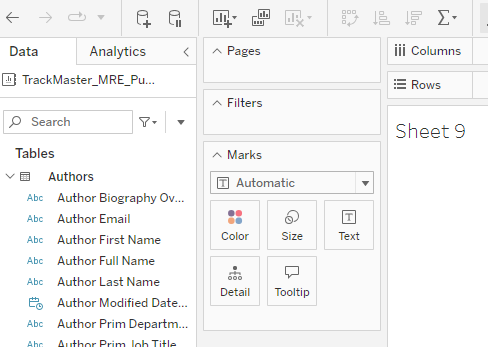 Data
Analytics
TrackMaster_MRE_Pu...
Search
Tables
Authors
Abc Author Biography Ov...
Abc Author Email
Abc Author First Name
Abc Author Full Name
Abc Author Last Name
Author Modified Date...
Abc Author Prim Departm...
Abc Author Prim Job Title
Pages
Filters
Marks
Automatic
Color
Size
Text
Detail
Tooltip
Columns
Rows
Sheet 9